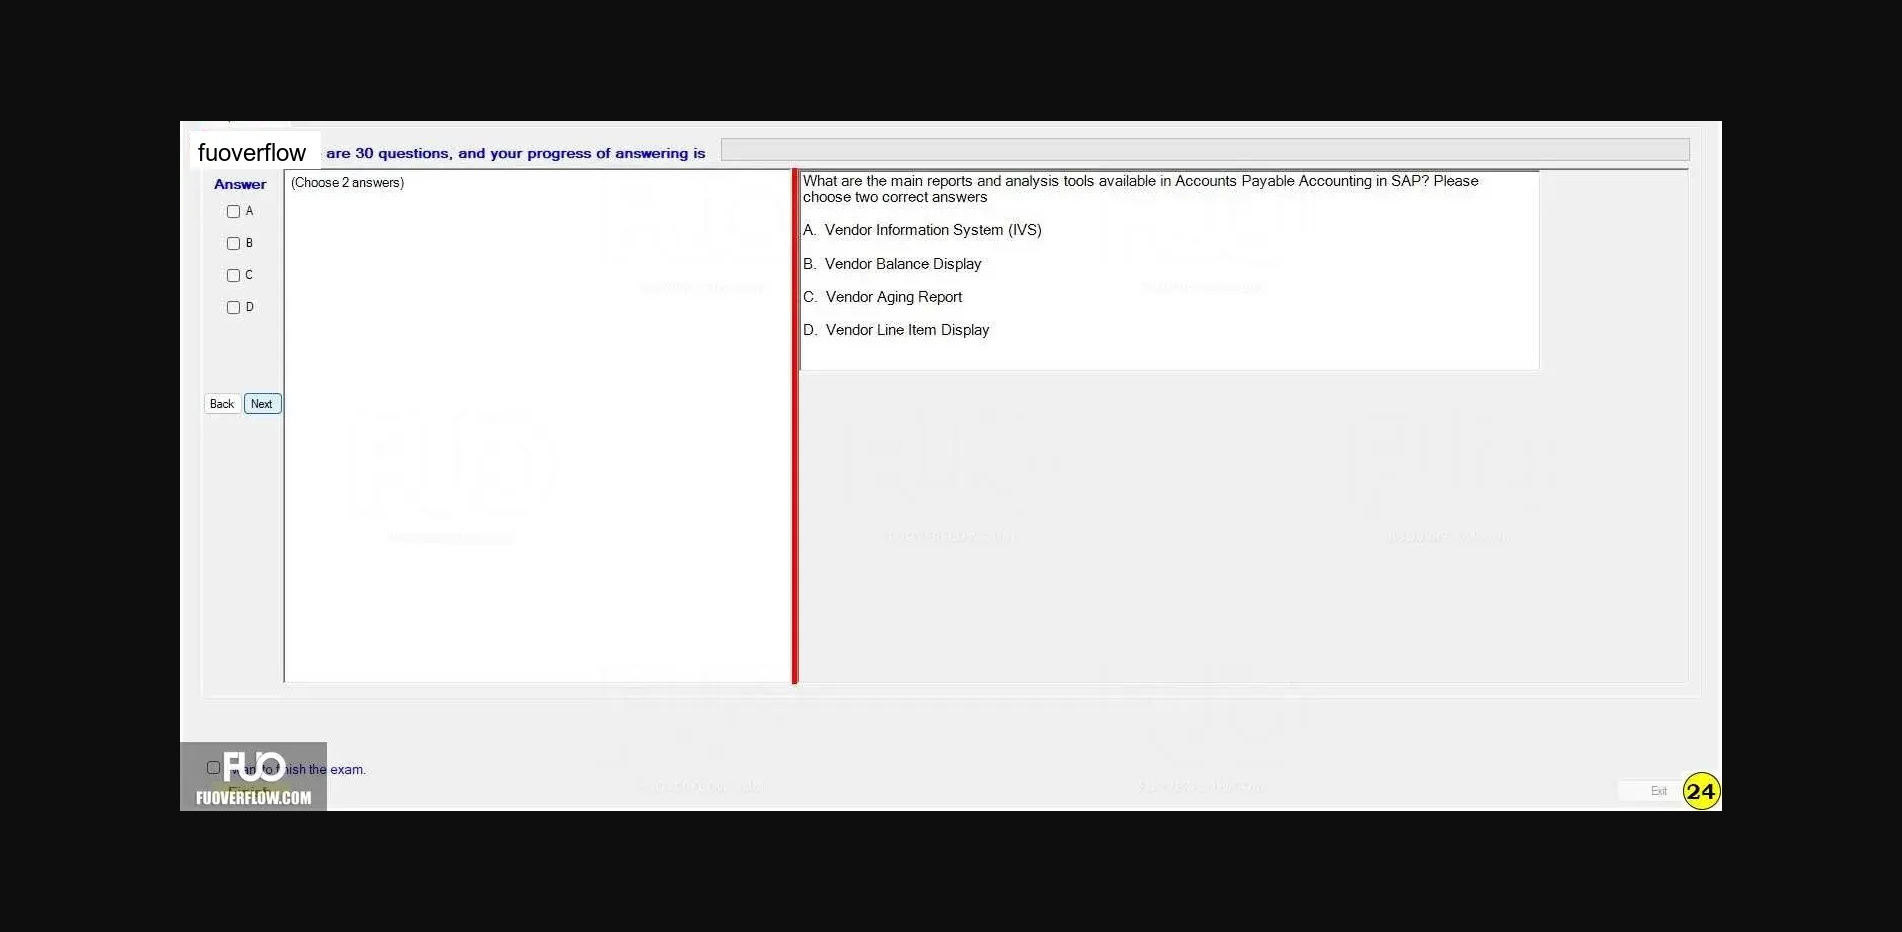 fuoverflow are 30 questions, and your progress of answering is
Answer
A
B
C
D
Back Next
(Choose 2 answers)
What are the main reports and analysis tools available in Accounts Payable Accounting in SAP? Please
choose two correct answers
A. Vendor Information System (IVS)
B. Vendor Balance Display
C. Vendor Aging Report
D. Vendor Line Item Display
FUO
to finish the exam.
FUOVERFLOW.COM
Exit
24